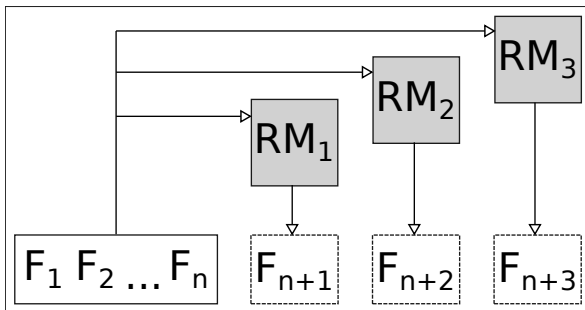 RM₃
RM₂
RM₁
F₁ F₂ ... Fₙ
Fₙ₊₁
Fₙ₊₂
Fₙ₊₃